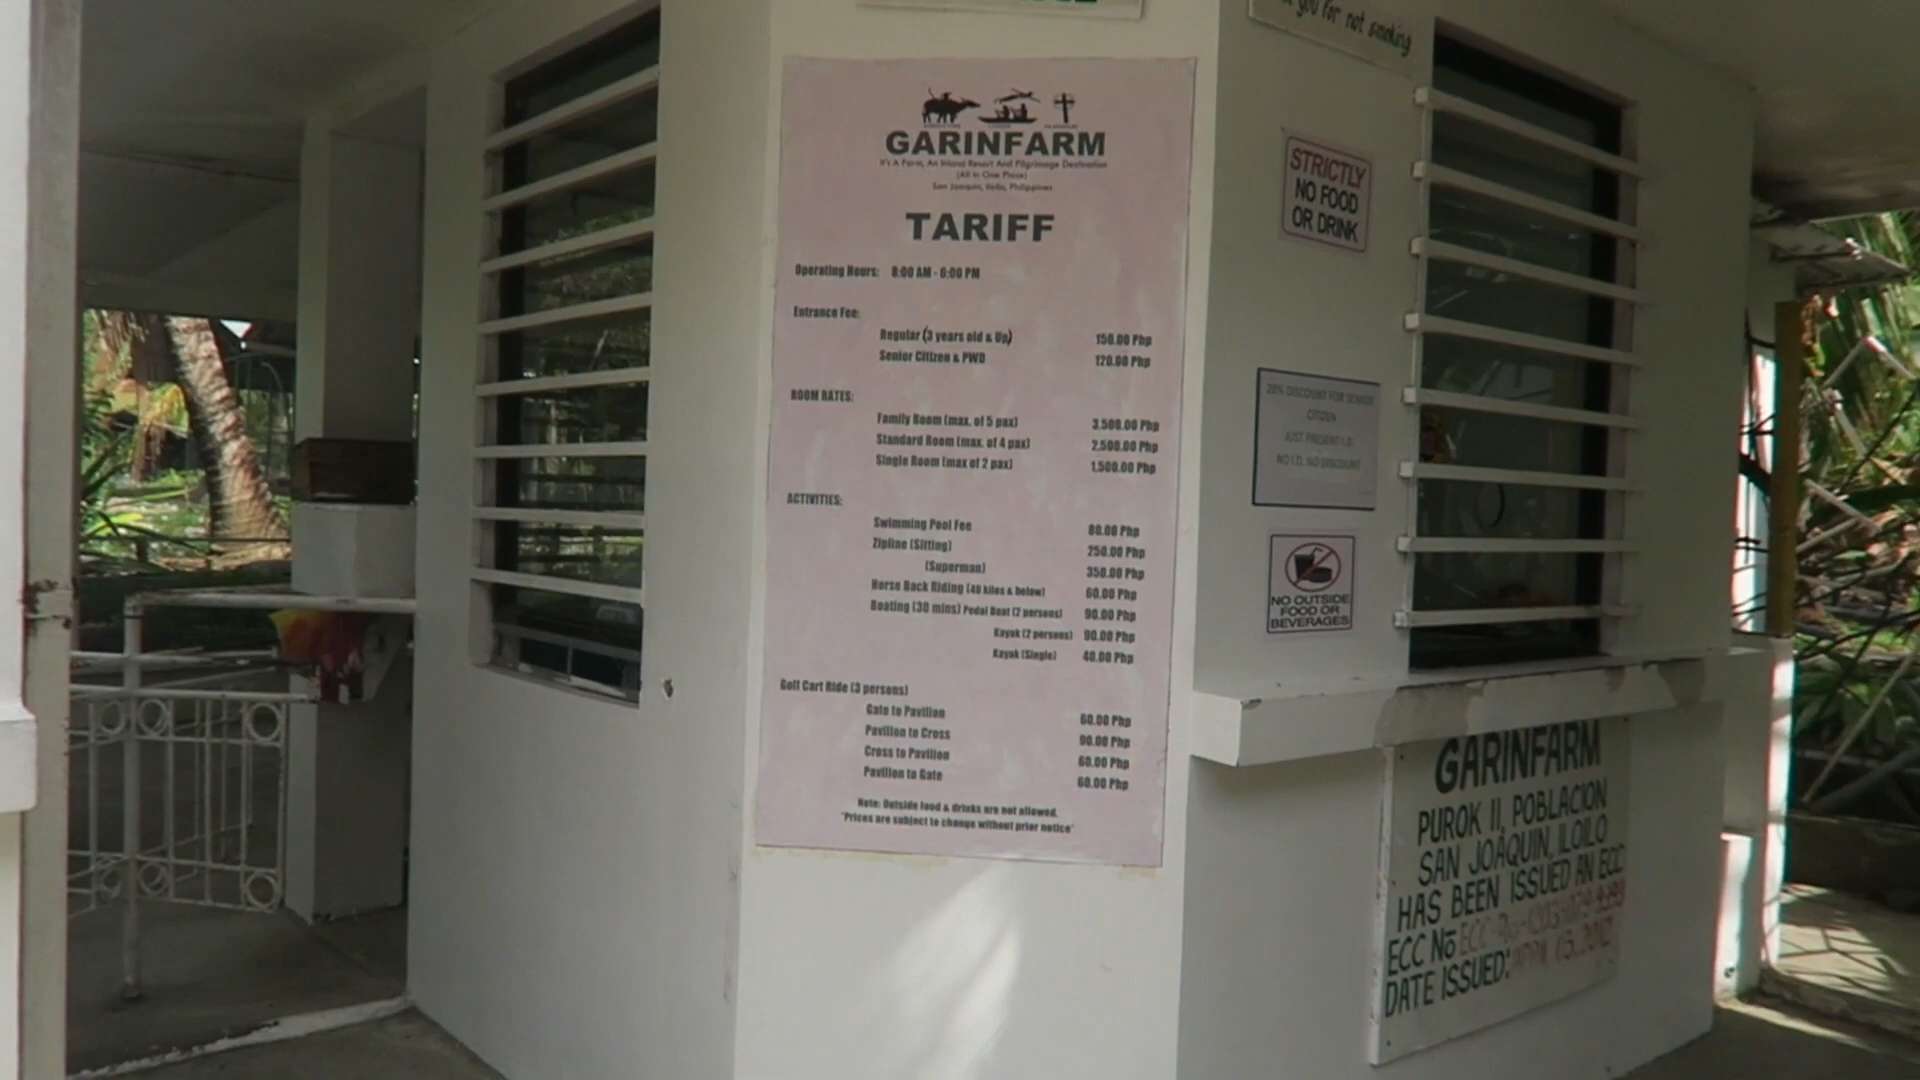 you for not smoking
GARINFARM
It's A Farm, An Inland Resort And Pilgrimage Destination
(All In One Place)
San Joaquin, Iloilo, Philippines
TARIFF
Operating Hours: 8:00 AM - 6:00 PM
Entrance Fee:
Regular (3 years old & Up) 150.00 Php
Senior Citizen & PWD 120.00 Php
ROOM RATES:
Family Room (max. of 5 pax) 3,500.00 Php
Standard Room (max. of 4 pax) 2,500.00 Php
Single Room (max of 2 pax) 1,500.00 Php
ACTIVITIES:
Swimming Pool Fee 80.00 Php
Zipline (Sitting) 250.00 Php
(Superman) 350.00 Php
Horse Back Riding (40 kilos & below) 60.00 Php
Boating (30 mins) Pedal Boat (2 persons) 90.00 Php
Kayak (2 persons) 90.00 Php
Kayak (Single) 40.00 Php
Golf Cart Ride (3 persons)
Gate to Pavilion 60.00 Php
Pavilion to Cross 90.00 Php
Cross to Pavilion 60.00 Php
Pavilion to Gate 60.00 Php
Note: Outside food & drinks are not allowed.
"Prices are subject to change without prior notice"
STRICTLY
NO FOOD
OR DRINK
20% DISCOUNT FOR SENIOR
CITIZEN
JUST PRESENT I.D.
NO I.D. NO DISCOUNT
NO OUTSIDE
FOOD OR
BEVERAGES
GARINFARM
PUROK II, POBLACION
SAN JOAQUIN, ILOILO
HAS BEEN ISSUED AN ECC
ECC No
DATE ISSUED: